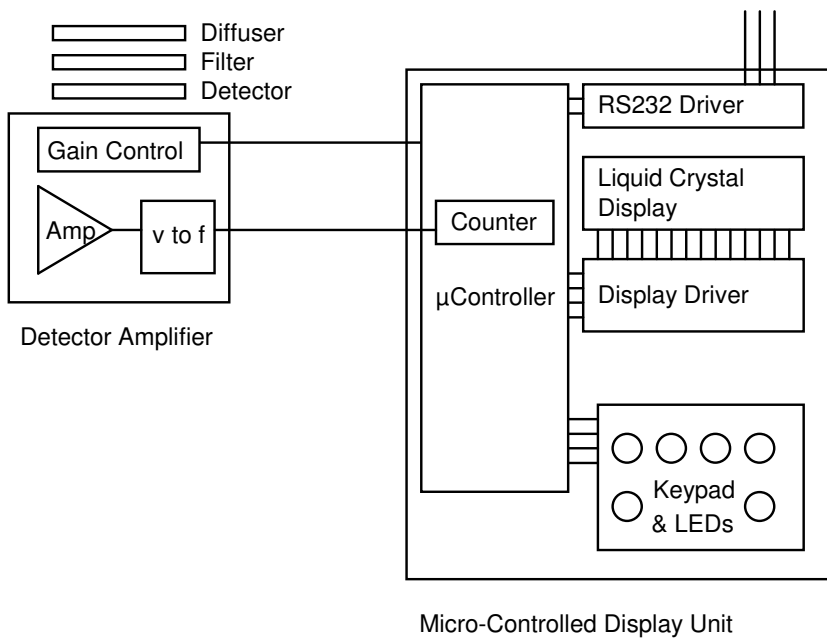 Diffuser
Filter
Detector
Gain Control
Amp
v to f
Detector Amplifier
RS232 Driver
Liquid Crystal
Display
Counter
µController
Display Driver
Keypad
& LEDs
Micro-Controlled Display Unit